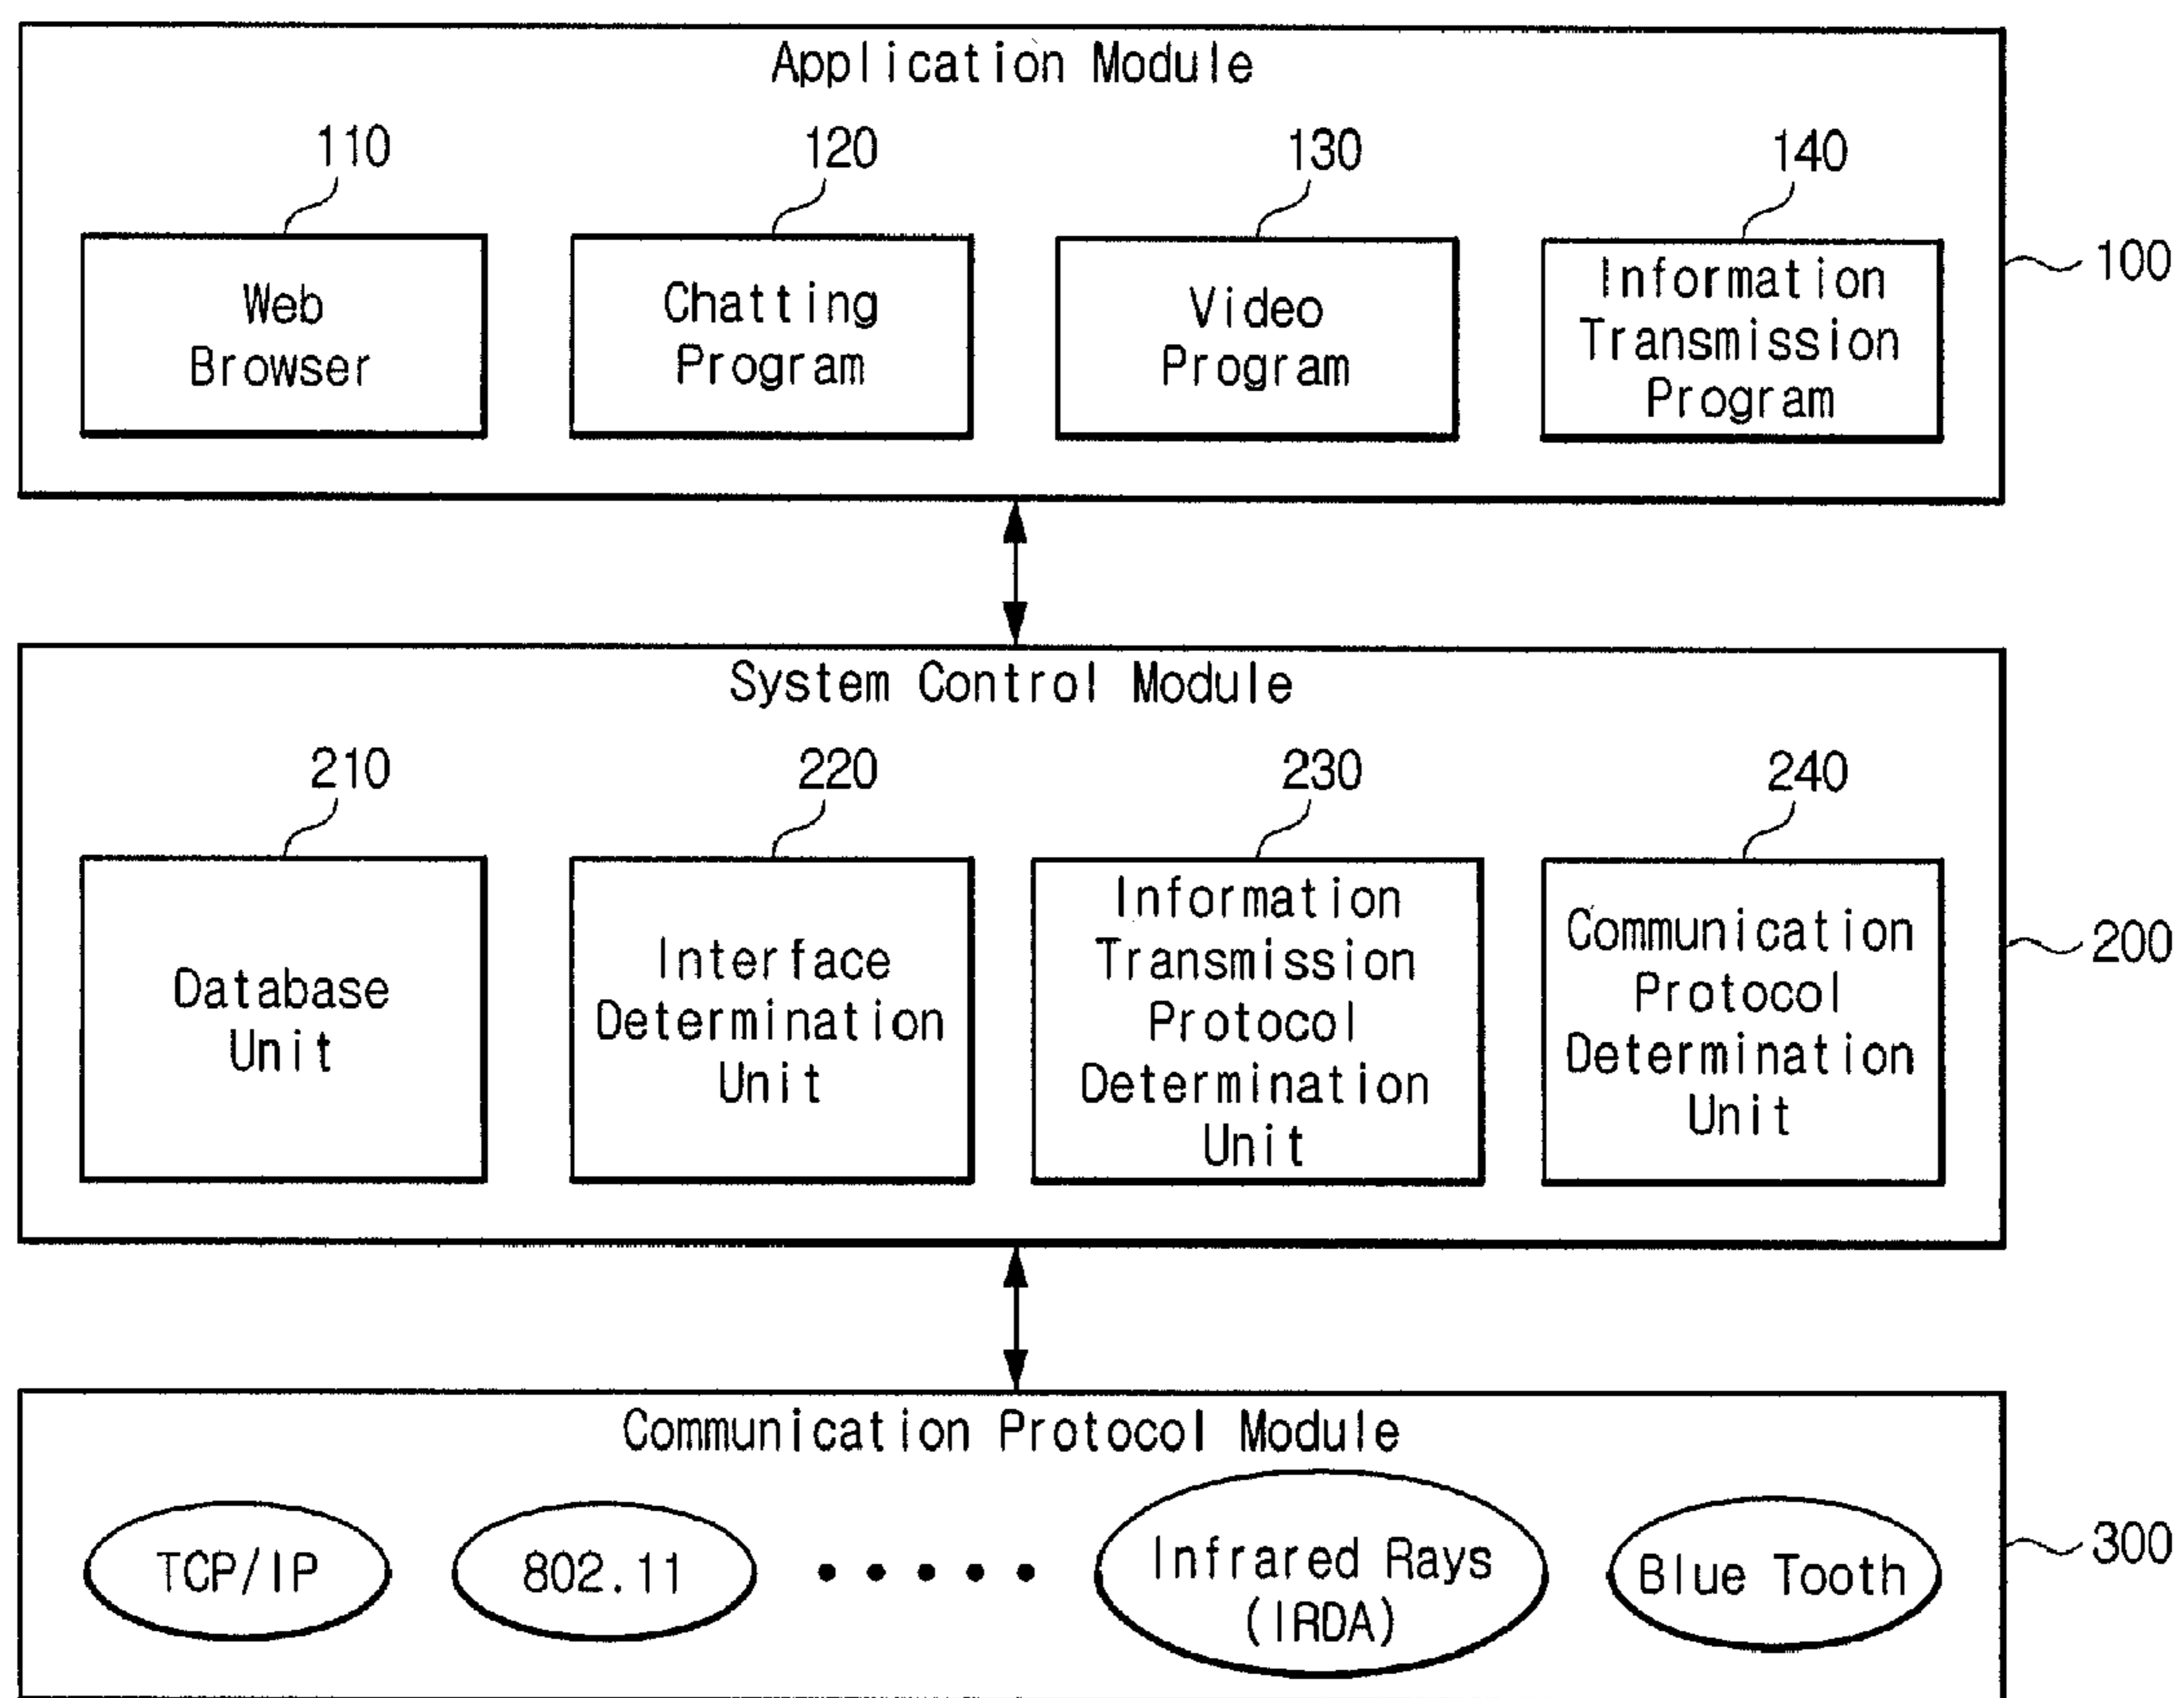 Application Module
110
120
130
140
Web
Browser
Chatting
Program
Video
Program
Information
Transmission
Program
100
System Control Module
210
220
230
240
Database
Unit
Interface
Determination
Unit
Information
Transmission
Protocol
Determination
Unit
Communication
Protocol
Determination
Unit
200
Communication Protocol Module
TCP/IP
802.11
Infrared Rays
(IRDA)
Blue Tooth
300